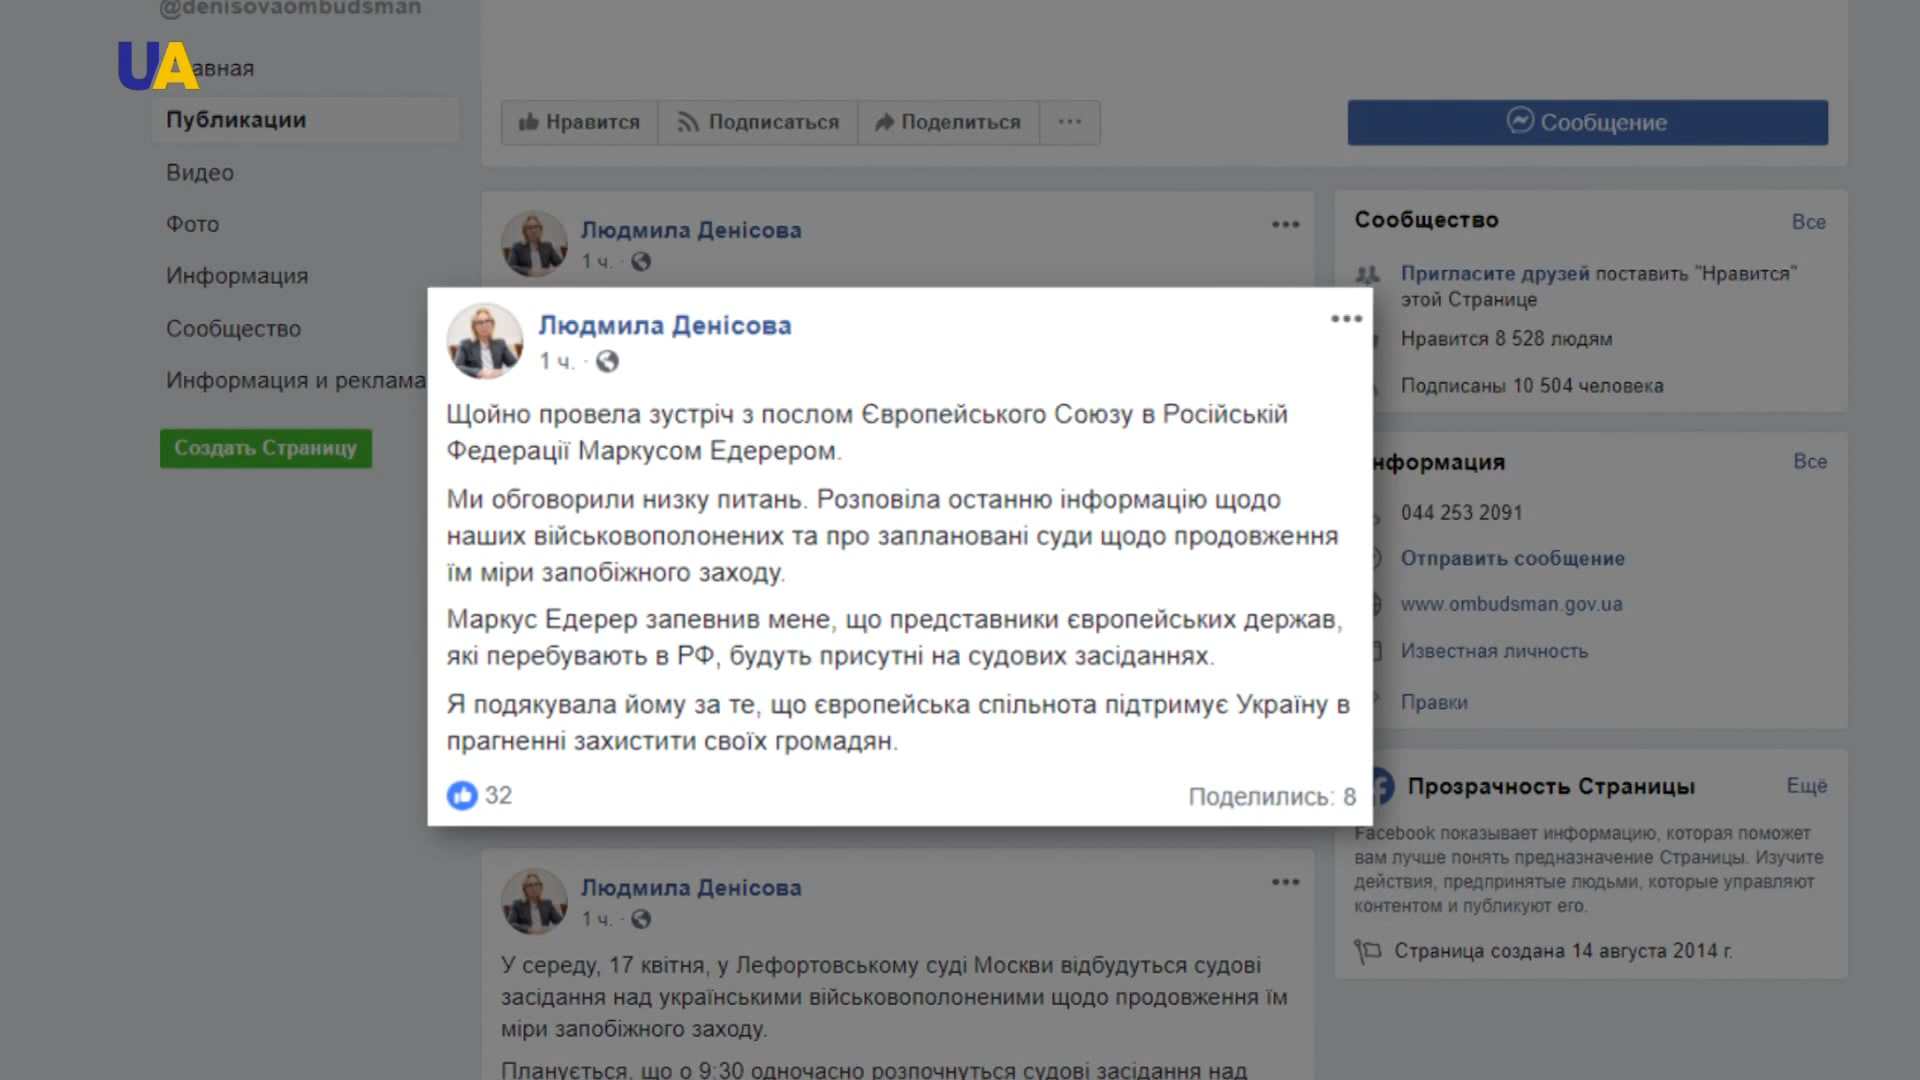 @denisovaombudsman
UA
авная
Публикации
Видео
Фото
Информация
Сообщество
Информация и реклама
Создать Страницу
Нравится
Подписаться
Поделиться
Сообщение
Людмила Денісова
1 ч.
Людмила Денісова
1 ч.
Щойно провела зустріч з послом Європейського Союзу в Російській
Федерації Маркусом Едерером.
Ми обговорили низку питань. Розповіла останню інформацію щодо
наших військовополонених та про заплановані суди щодо продовження
їм міри запобіжного заходу.
Маркус Едерер запевнив мене, що представники європейських держав,
які перебувають в РФ, будуть присутні на судових засіданнях.
Я подякувала йому за те, що європейська спільнота підтримує Україну в
прагненні захистити своїх громадян.
32
Поделились: 8
Людмила Денісова
1 ч.
У середу, 17 квітня, у Лефортовському суді Москви відбудуться судові
засідання над українськими військовополоненими щодо продовження їм
міри запобіжного заходу.
Планується, що о 9:30 одночасно розпочнуться судові засідання над
Сообщество
Все
Пригласите друзей поставить "Нравится"
этой Странице
Нравится 8 528 людям
Подписаны 10 504 человека
нформация
Все
044 253 2091
Отправить сообщение
www.ombudsman.gov.ua
Известная личность
Правки
Прозрачность Страницы
Ещё
Facebook показывает информацию, которая поможет
вам лучше понять предназначение Страницы. Изучите
действия, предпринятые людьми, которые управляют
контентом и публикуют его.
Страница создана 14 августа 2014 г.